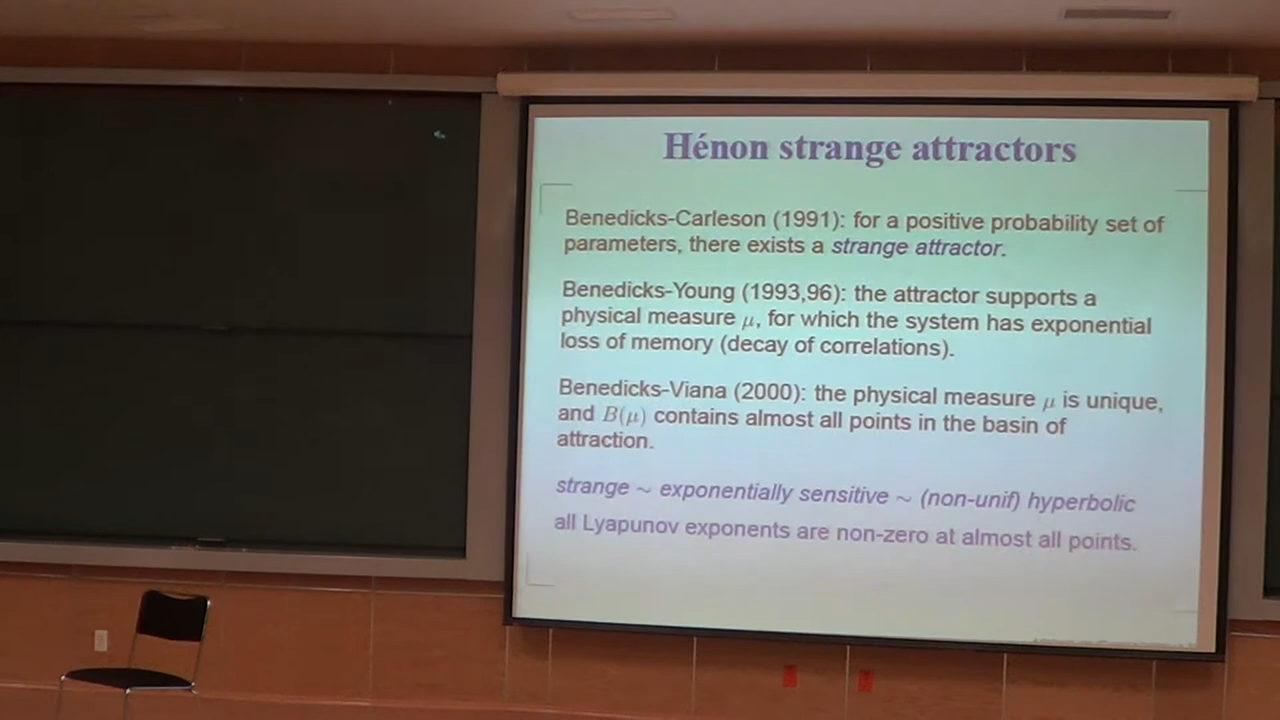 Hénon strange attractors
Benedicks-Carleson (1991): for a positive probability set of
parameters, there exists a strange attractor.
Benedicks-Young (1993,96): the attractor supports a
physical measure μ, for which the system has exponential
loss of memory (decay of correlations).
Benedicks-Viana (2000): the physical measure μ is unique,
and B(μ) contains almost all points in the basin of
attraction.
strange ~ exponentially sensitive ~ (non-unif) hyperbolic
all Lyapunov exponents are non-zero at almost all points.